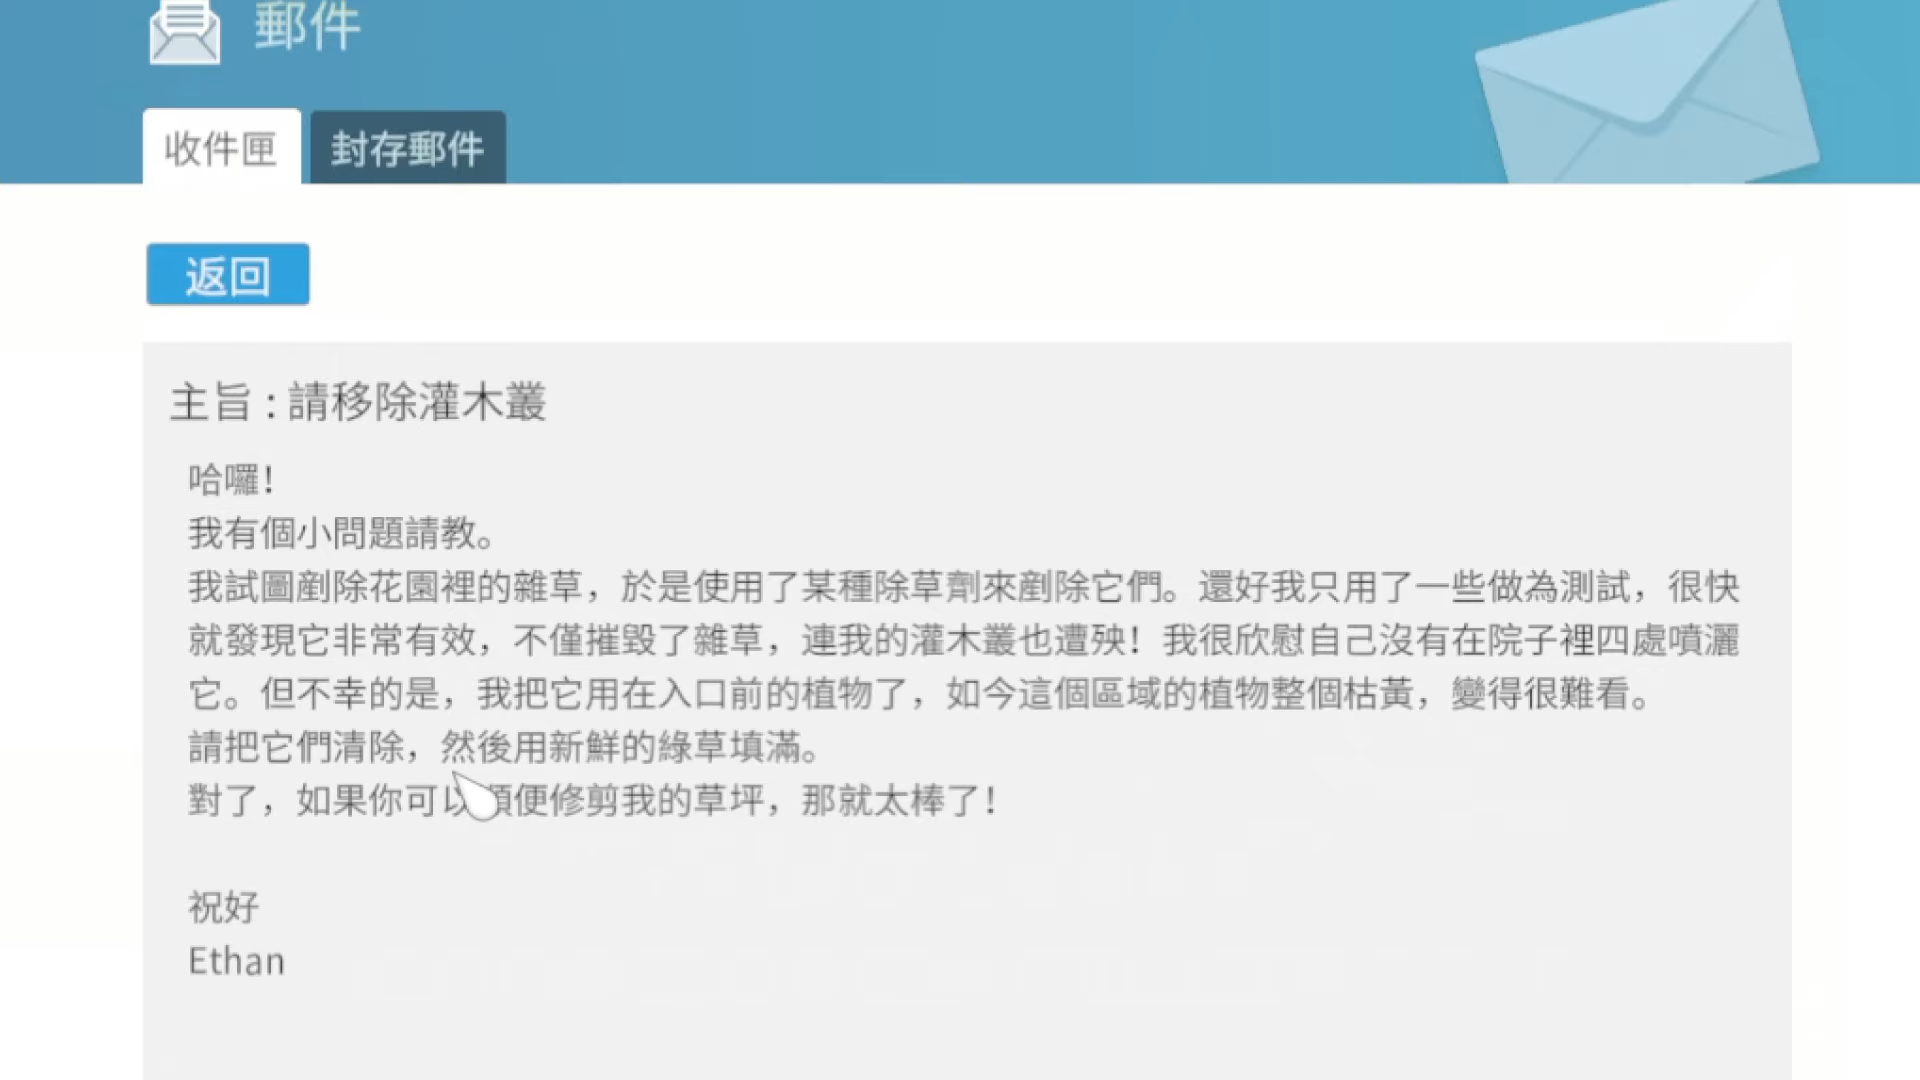 郵件
收件匣
封存郵件
返回
主旨 : 請移除灌木叢
哈囉！
我有個小問題請教。
我試圖剷除花園裡的雜草，於是使用了某種除草劑來剷除它們。還好我只用了一些做為測試，很快
就發現它非常有效，不僅摧毀了雜草，連我的灌木叢也遭殃！我很欣慰自己沒有在院子裡四處噴灑
它。但不幸的是，我把它用在入口前的植物了，如今這個區域的植物整個枯黃，變得很難看。
請把它們清除，然後用新鮮的綠草填滿。
對了，如果你可以順便修剪我的草坪，那就太棒了！
祝好
Ethan